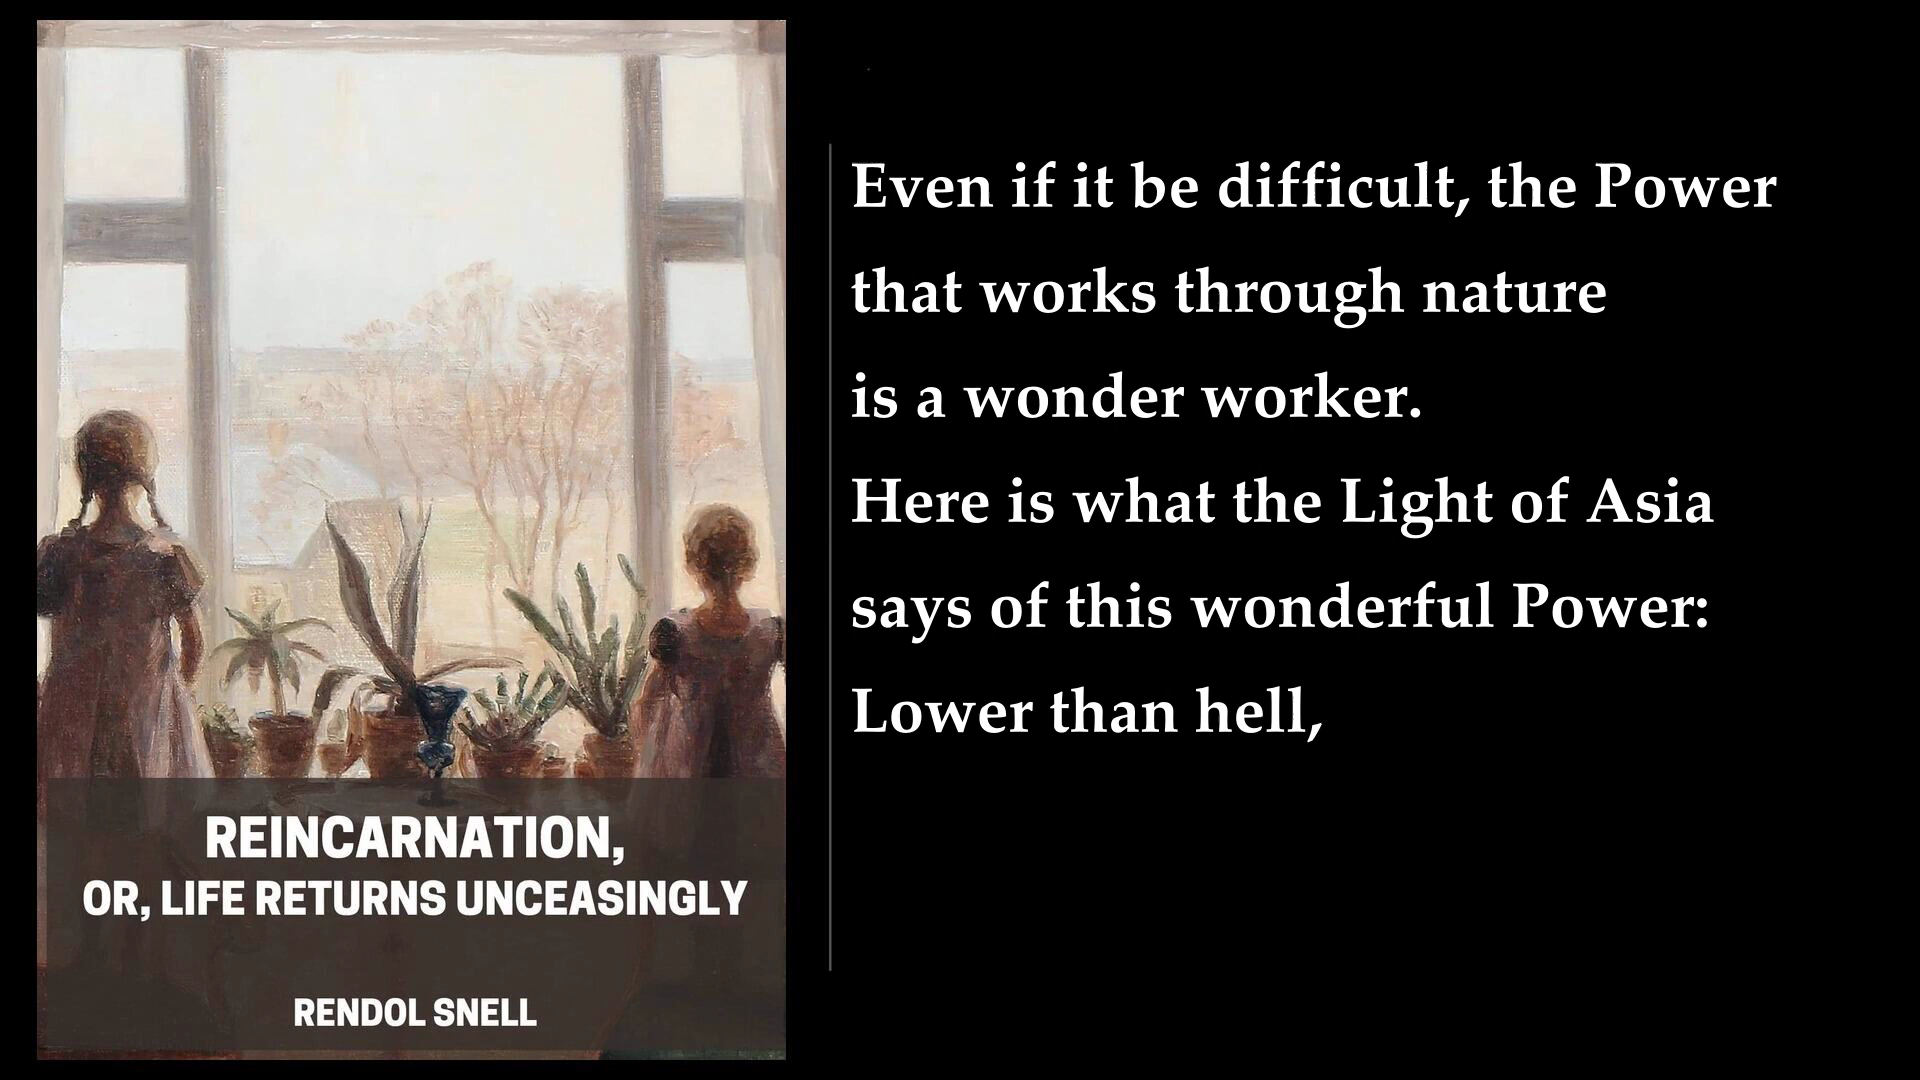 REINCARNATION,
OR, LIFE RETURNS UNCEASINGLY
RENDOL SNELL
Even if it be difficult, the Power
that works through nature
is a wonder worker.
Here is what the Light of Asia
says of this wonderful Power:
Lower than hell,